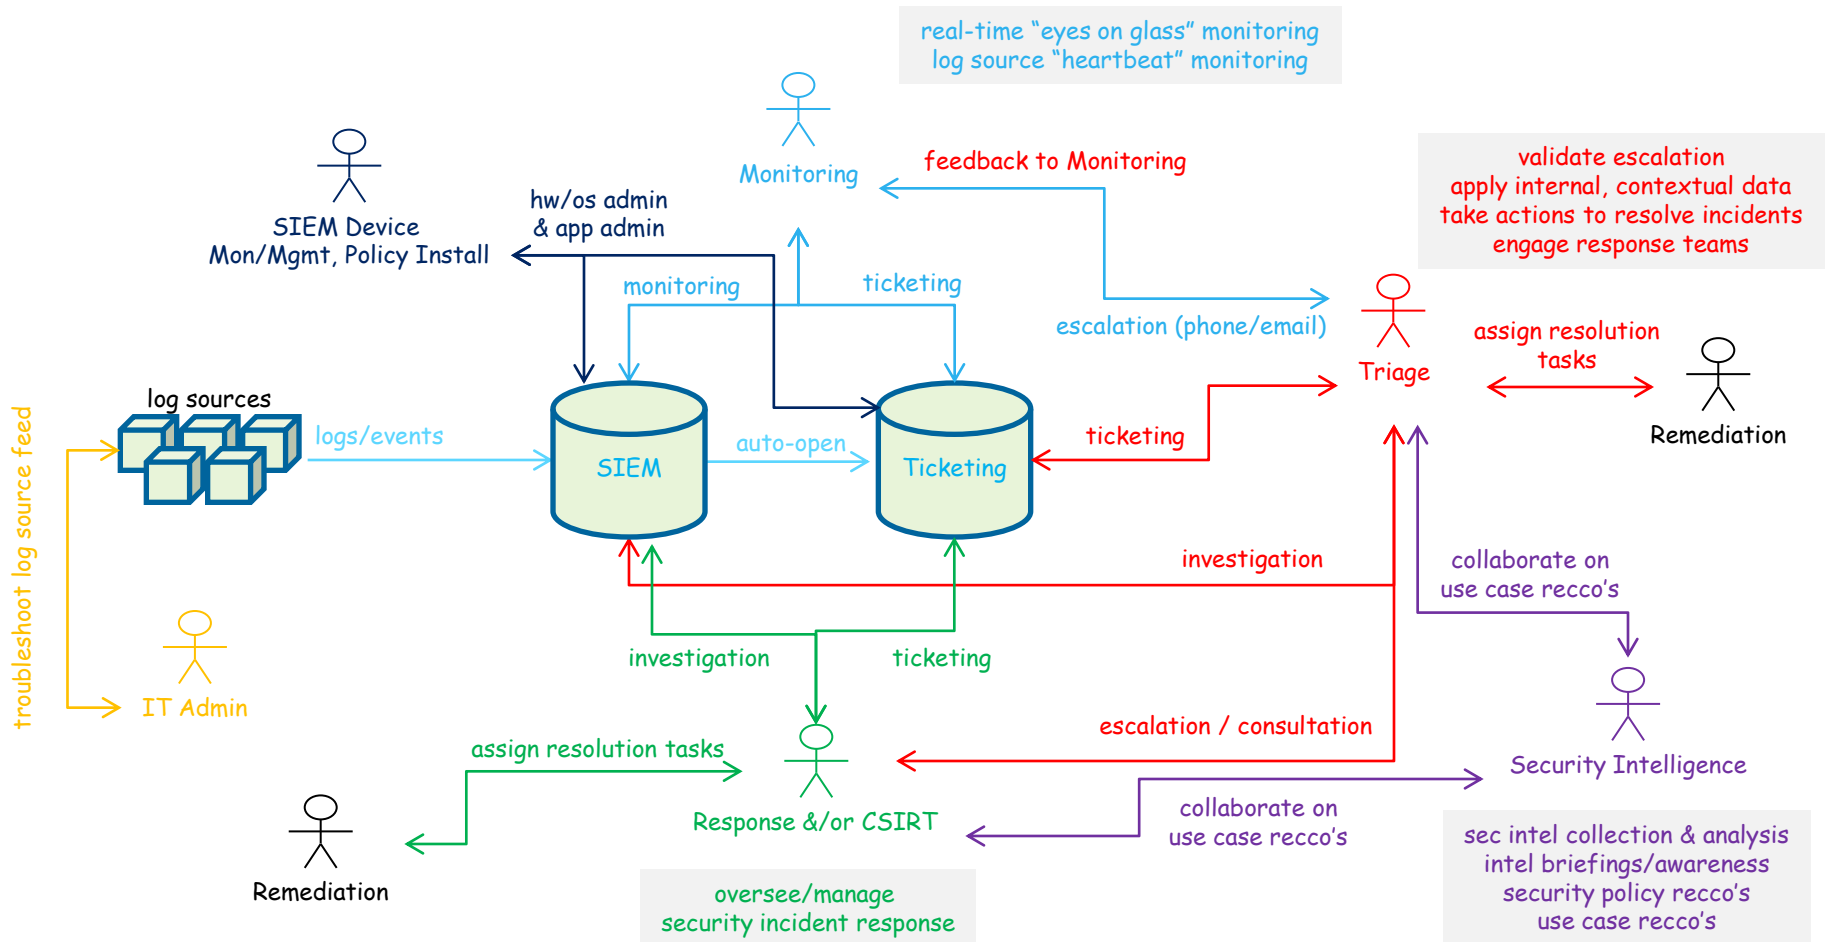 real-time “eyes on glass” monitoring
log source “heartbeat” monitoring
Monitoring
feedback to Monitoring
validate escalation
apply internal, contextual data
take actions to resolve incidents
engage response teams
SIEM Device
Mon/Mgmt, Policy Install
hw/os admin
& app admin
monitoring
ticketing
escalation (phone/email)
Triage
assign resolution
tasks
Remediation
log sources
logs/events
SIEM
auto-open
Ticketing
ticketing
troubleshoot log source feed
investigation
collaborate on
use case recco’s
investigation
ticketing
IT Admin
escalation / consultation
assign resolution tasks
Security Intelligence
Response &/or CSIRT
collaborate on
use case recco’s
Remediation
oversee/manage
security incident response
sec intel collection & analysis
intel briefings/awareness
security policy recco’s
use case recco’s